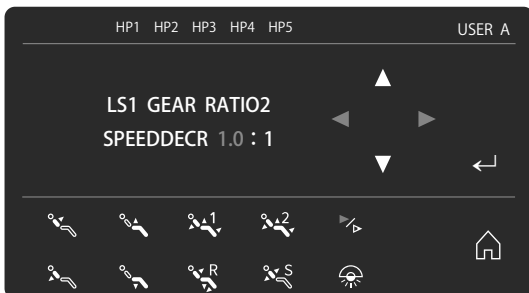 HP1 HP2 HP3 HP4 HP5 USER A
LS1 GEAR RATIO2
SPEEDDECR 1.0 : 1
1 2
R S